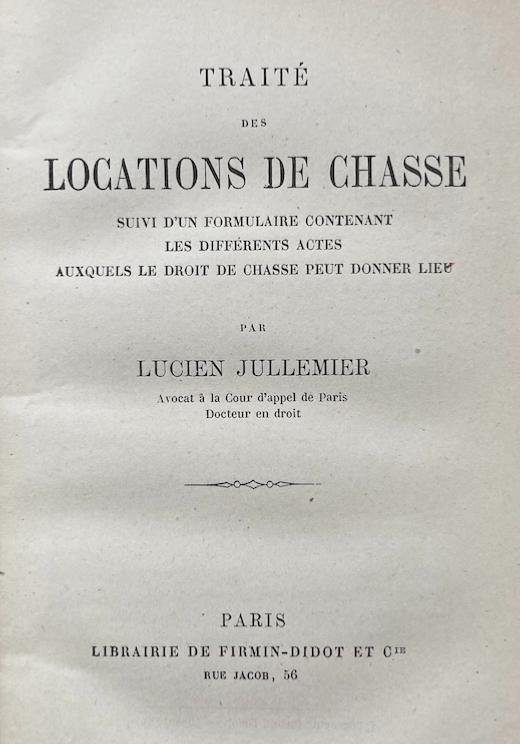 TRAITÉ
DES
LOCATIONS DE CHASSE
SUIVI D'UN FORMULAIRE CONTENANT
LES DIFFÉRENTS ACTES
AUXQUELS LE DROIT DE CHASSE PEUT DONNER LIEU
PAR
LUCIEN JULLEMIER
Avocat à la Cour d'appel de Paris
Docteur en droit
PARIS
LIBRAIRIE DE FIRMIN-DIDOT ET CIE
RUE JACOB, 56